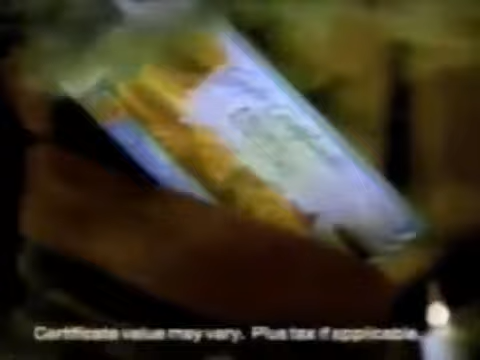 Certificate value may vary. Plus tax if applicable.